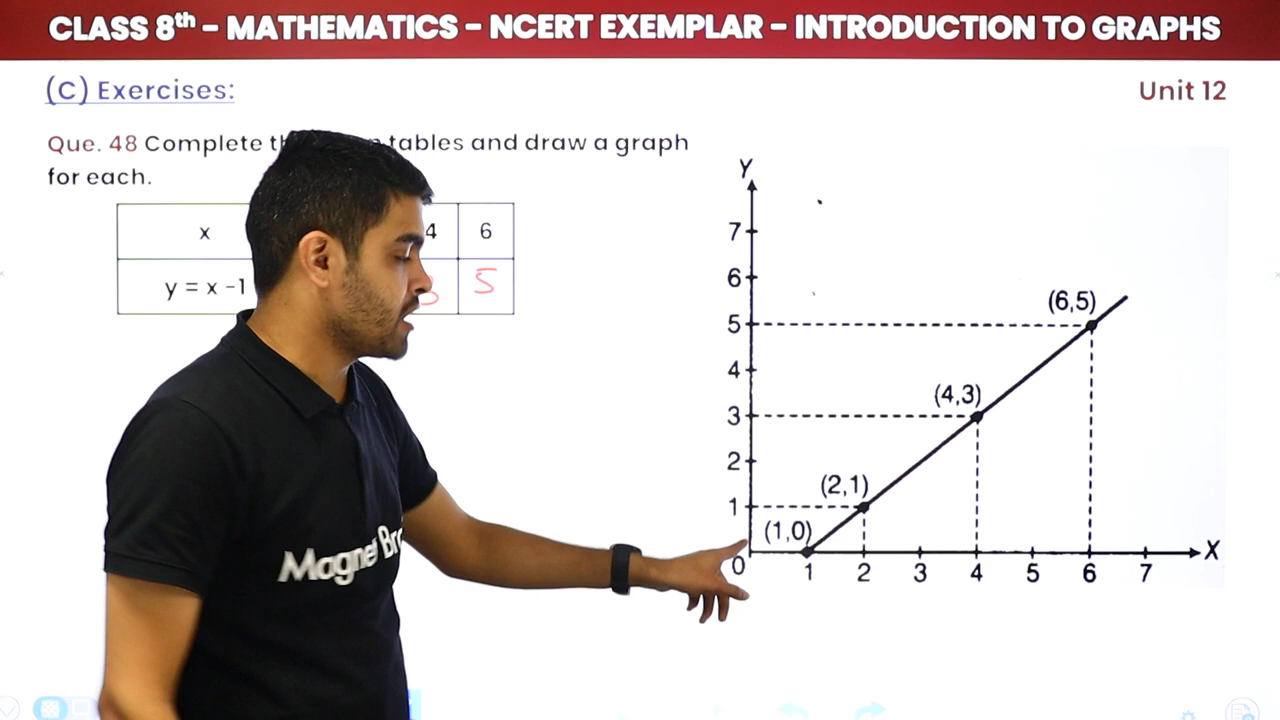 CLASS 8th - MATHEMATICS - NCERT EXEMPLAR - INTRODUCTION TO GRAPHS
(C) Exercises:
Unit 12
Que. 48 Complete tables and draw a graph
for each.
x 4 6
y = x -1 5
Y
7
6
5
4
3
2
1
0
(6,5)
(4,3)
(2,1)
(1,0)
1 2 3 4 5 6 7
X